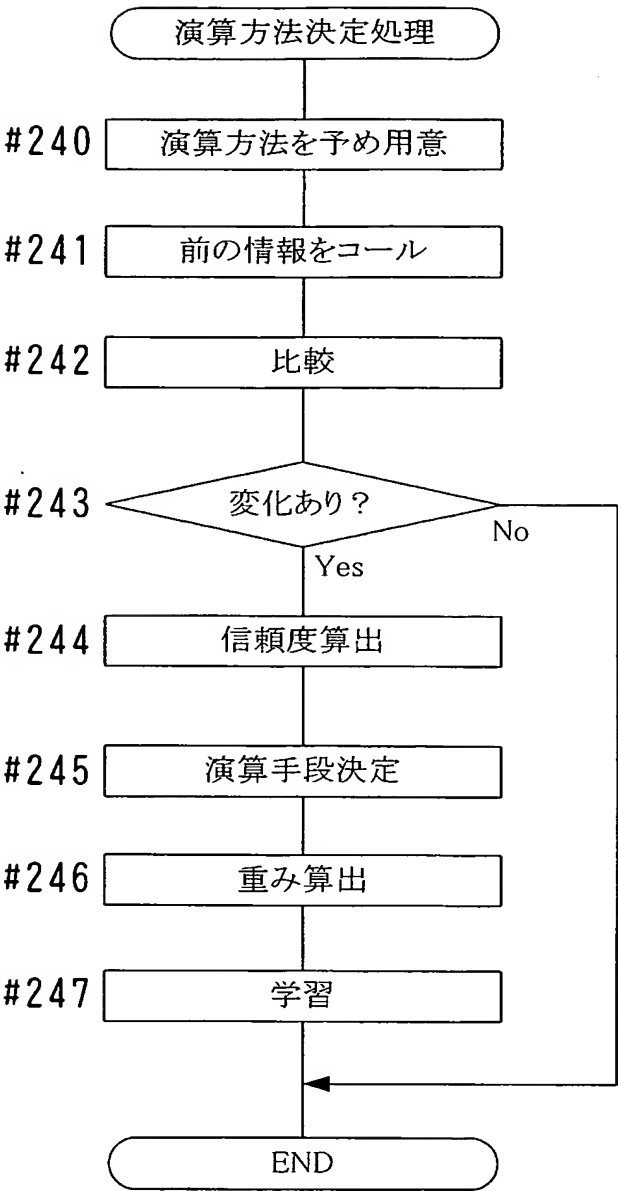 演算方法決定処理
#240 演算方法を予め用意
#241 前の情報をコール
#242 比較
#243 変化あり?
No
Yes
#244 信頼度算出
#245 演算手段決定
#246 重み算出
#247 学習
END